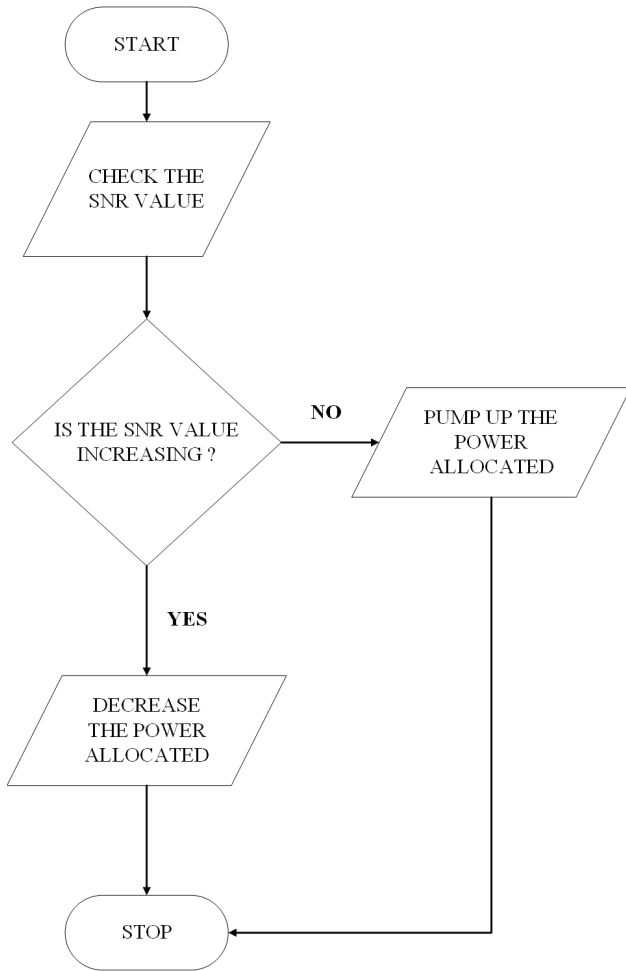 START
CHECK THE
SNR VALUE
IS THE SNR VALUE
INCREASING ?
NO
PUMP UP THE
POWER
ALLOCATED
YES
DECREASE
THE POWER
ALLOCATED
STOP